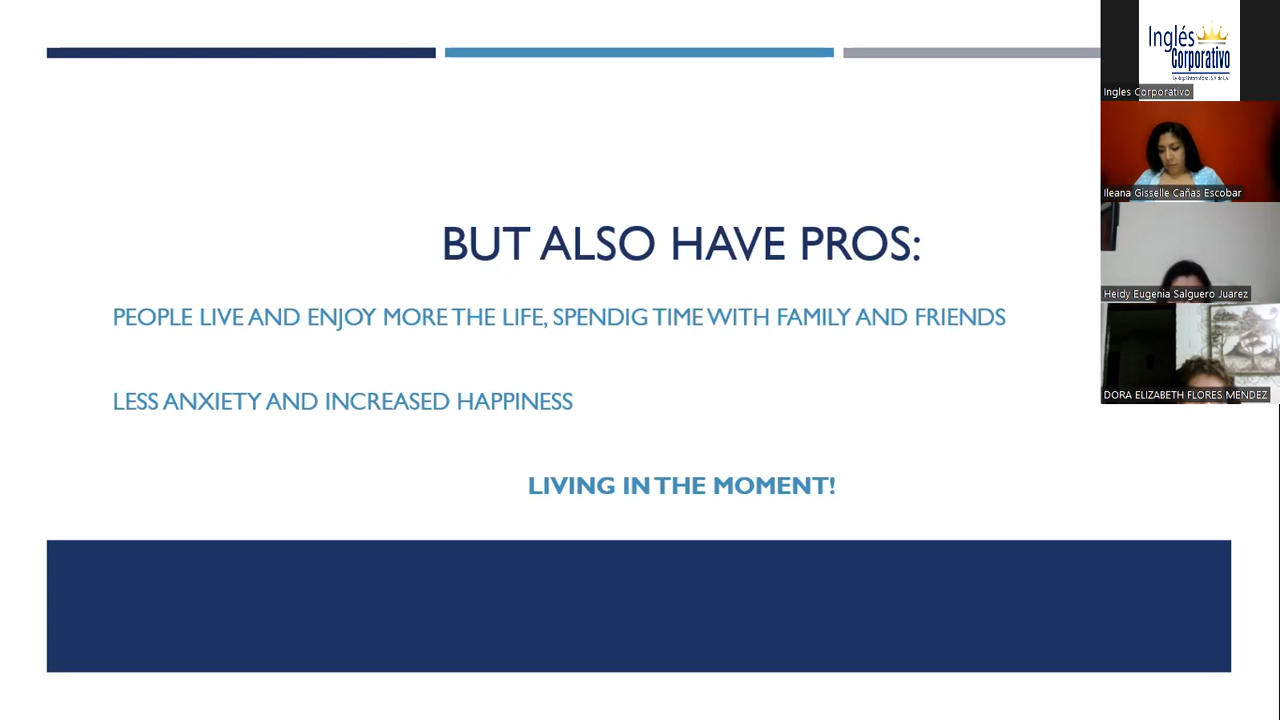 BUT ALSO HAVE PROS:
PEOPLE LIVE AND ENJOY MORE THE LIFE, SPENDIG TIME WITH FAMILY AND FRIENDS
LESS ANXIETY AND INCREASED HAPPINESS
LIVING IN THE MOMENT!
Inglés
Corporativo
Ingles Corporativo
Ileana Gisselle Cañas Escobar
Heidy Eugenia Salguero Juarez
DORA ELIZABETH FLORES MENDEZ